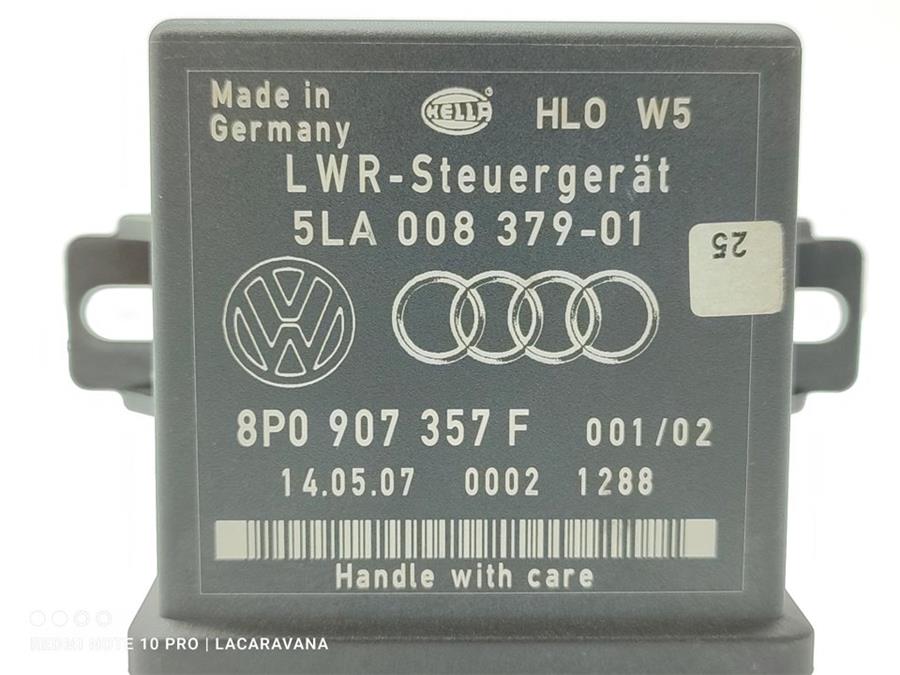 Made in
Germany
HELLA
HLO W5
LWR-Steuergerät
5LA 008 379-01
25
8P0 907 357 F 001/02
14.05.07 0002 1288
Handle with care
REDMI NOTE 10 PRO | LACARAVANA